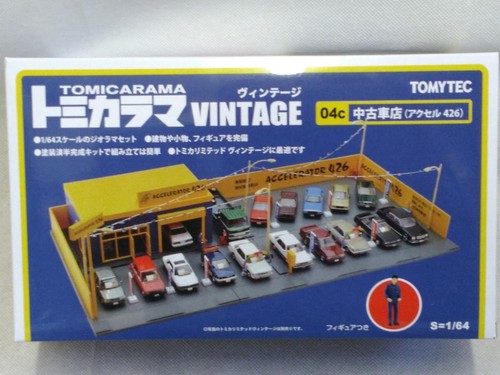 TOMICARAMA
トミカラマ
ヴィンテージ
VINTAGE
TOMYTEC
04c 中古車店(アクセル 426)
●1/64スケールのジオラマセット ●建物や小物、フィギュアを完備
●塗装済半完成キットで組み立ては簡単 ●トミカリミテッド ヴィンテージに最適です
ACCELERATOR 426
ACCELERATOR 426
フィギュアつき
S=1/64